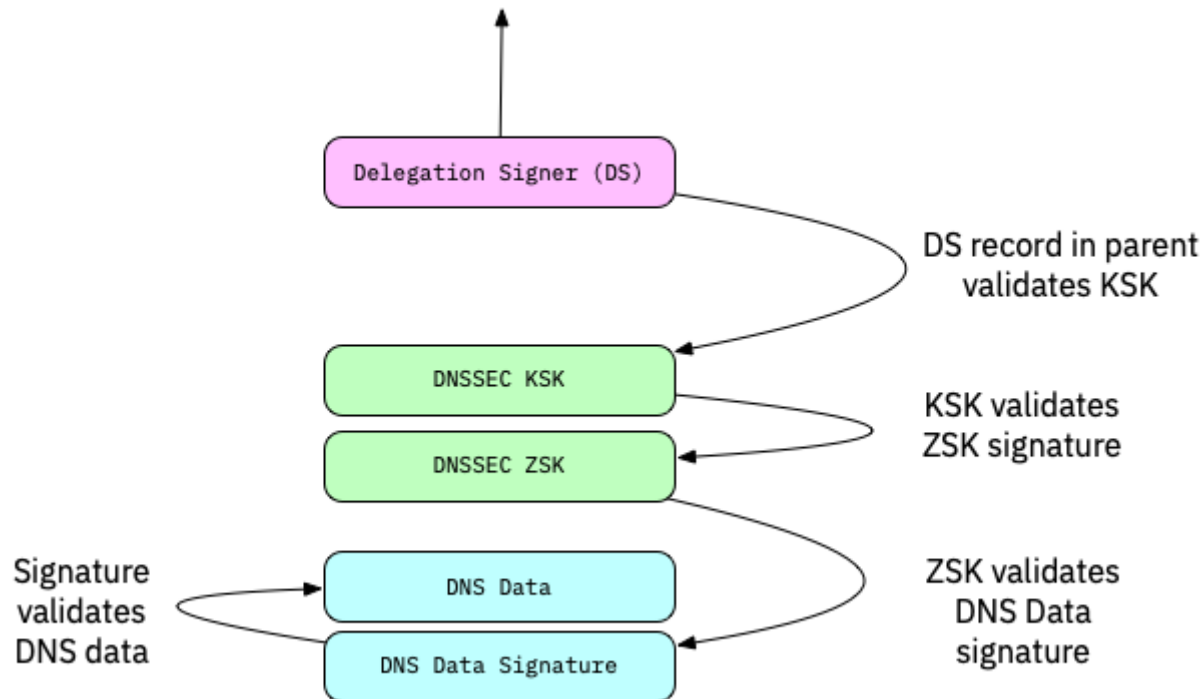 Delegation Signer (DS)
DS record in parent
validates KSK
DNSSEC KSK
KSK validates
ZSK signature
DNSSEC ZSK
Signature
validates
DNS data
DNS Data
ZSK validates
DNS Data
signature
DNS Data Signature